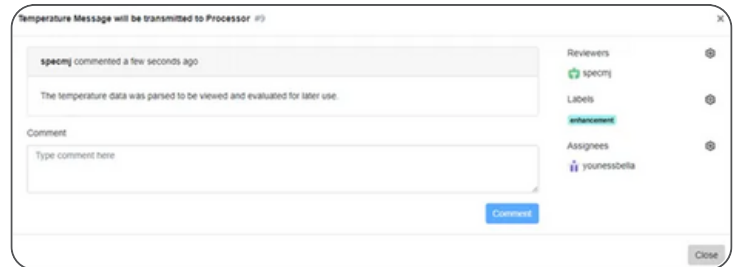 Temperature Message will be transmitted to Processor #9
×
specmj commented a few seconds ago
The temperature data was parsed to be viewed and evaluated for later use.
Comment
Type comment here
Comment
Reviewers
specmj
Labels
enhancement
Assignees
younessbella
Close